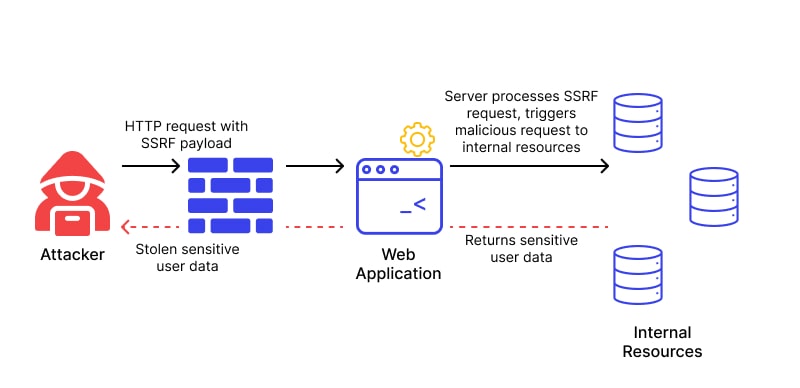 HTTP request with
SSRF payload
Server processes SSRF
request, triggers
malicious request to
internal resources
_<
Attacker
Stolen sensitive
user data
Web
Application
Returns sensitive
user data
Internal
Resources